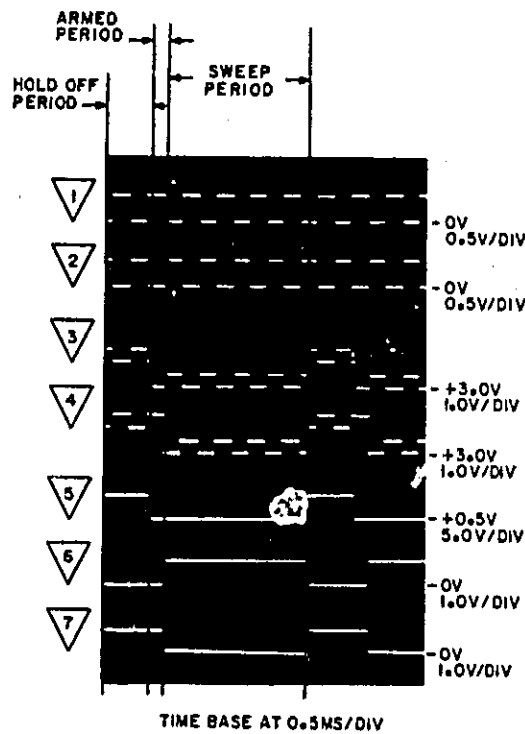 ARMED
PERIOD
SWEEP
PERIOD
HOLD OFF
PERIOD
1
0V
0.5V/DIV
2
0V
0.5V/DIV
3
+3.0V
1.0V/DIV
4
+3.0V
1.0V/DIV
5
+0.5V
5.0V/DIV
6
0V
1.0V/DIV
7
0V
1.0V/DIV
TIME BASE AT 0.5MS/DIV